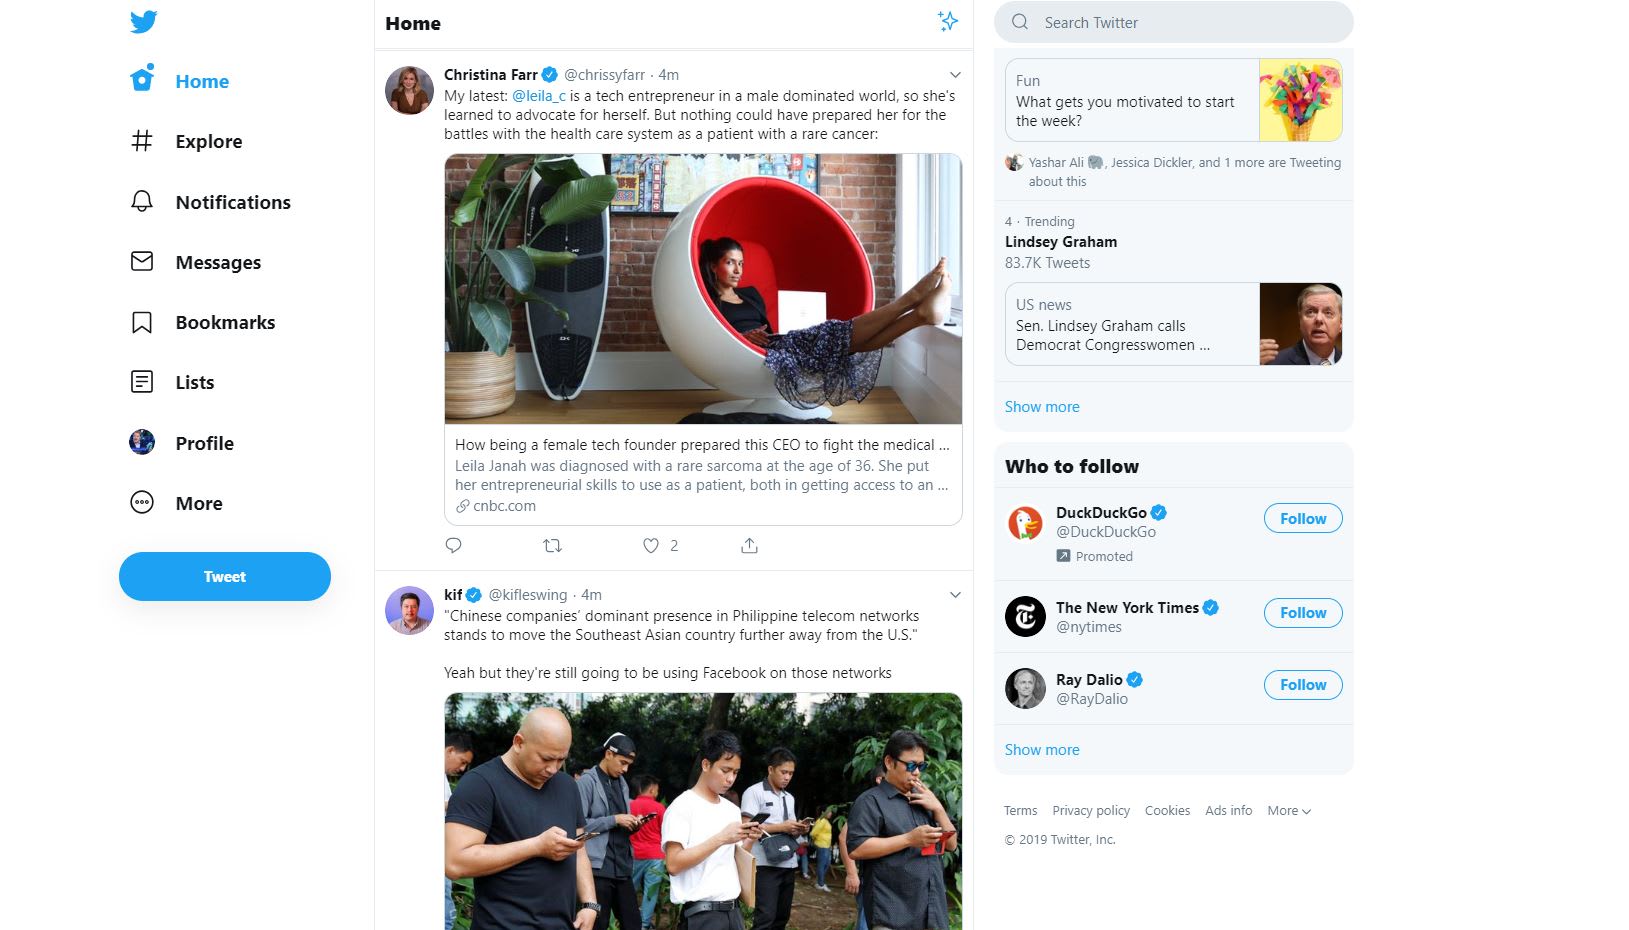 Home
Explore
Notifications
Messages
Bookmarks
Lists
Profile
More
Tweet
Home
Christina Farr @chrissyfarr · 4m
My latest: @leila_c is a tech entrepreneur in a male dominated world, so she's
learned to advocate for herself. But nothing could have prepared her for the
battles with the health care system as a patient with a rare cancer:
How being a female tech founder prepared this CEO to fight the medical ...
Leila Janah was diagnosed with a rare sarcoma at the age of 36. She put
her entrepreneurial skills to use as a patient, both in getting access to an ...
cnbc.com
2
kif @kifleswing · 4m
"Chinese companies’ dominant presence in Philippine telecom networks
stands to move the Southeast Asian country further away from the U.S."
Yeah but they're still going to be using Facebook on those networks
Search Twitter
Fun
What gets you motivated to start
the week?
Yashar Ali 🐘, Jessica Dickler, and 1 more are Tweeting
about this
4 · Trending
Lindsey Graham
83.7K Tweets
US news
Sen. Lindsey Graham calls
Democrat Congresswomen ...
Show more
Who to follow
DuckDuckGo
@DuckDuckGo
Promoted
Follow
The New York Times
@nytimes
Follow
Ray Dalio
@RayDalio
Follow
Show more
Terms Privacy policy Cookies Ads info More
© 2019 Twitter, Inc.